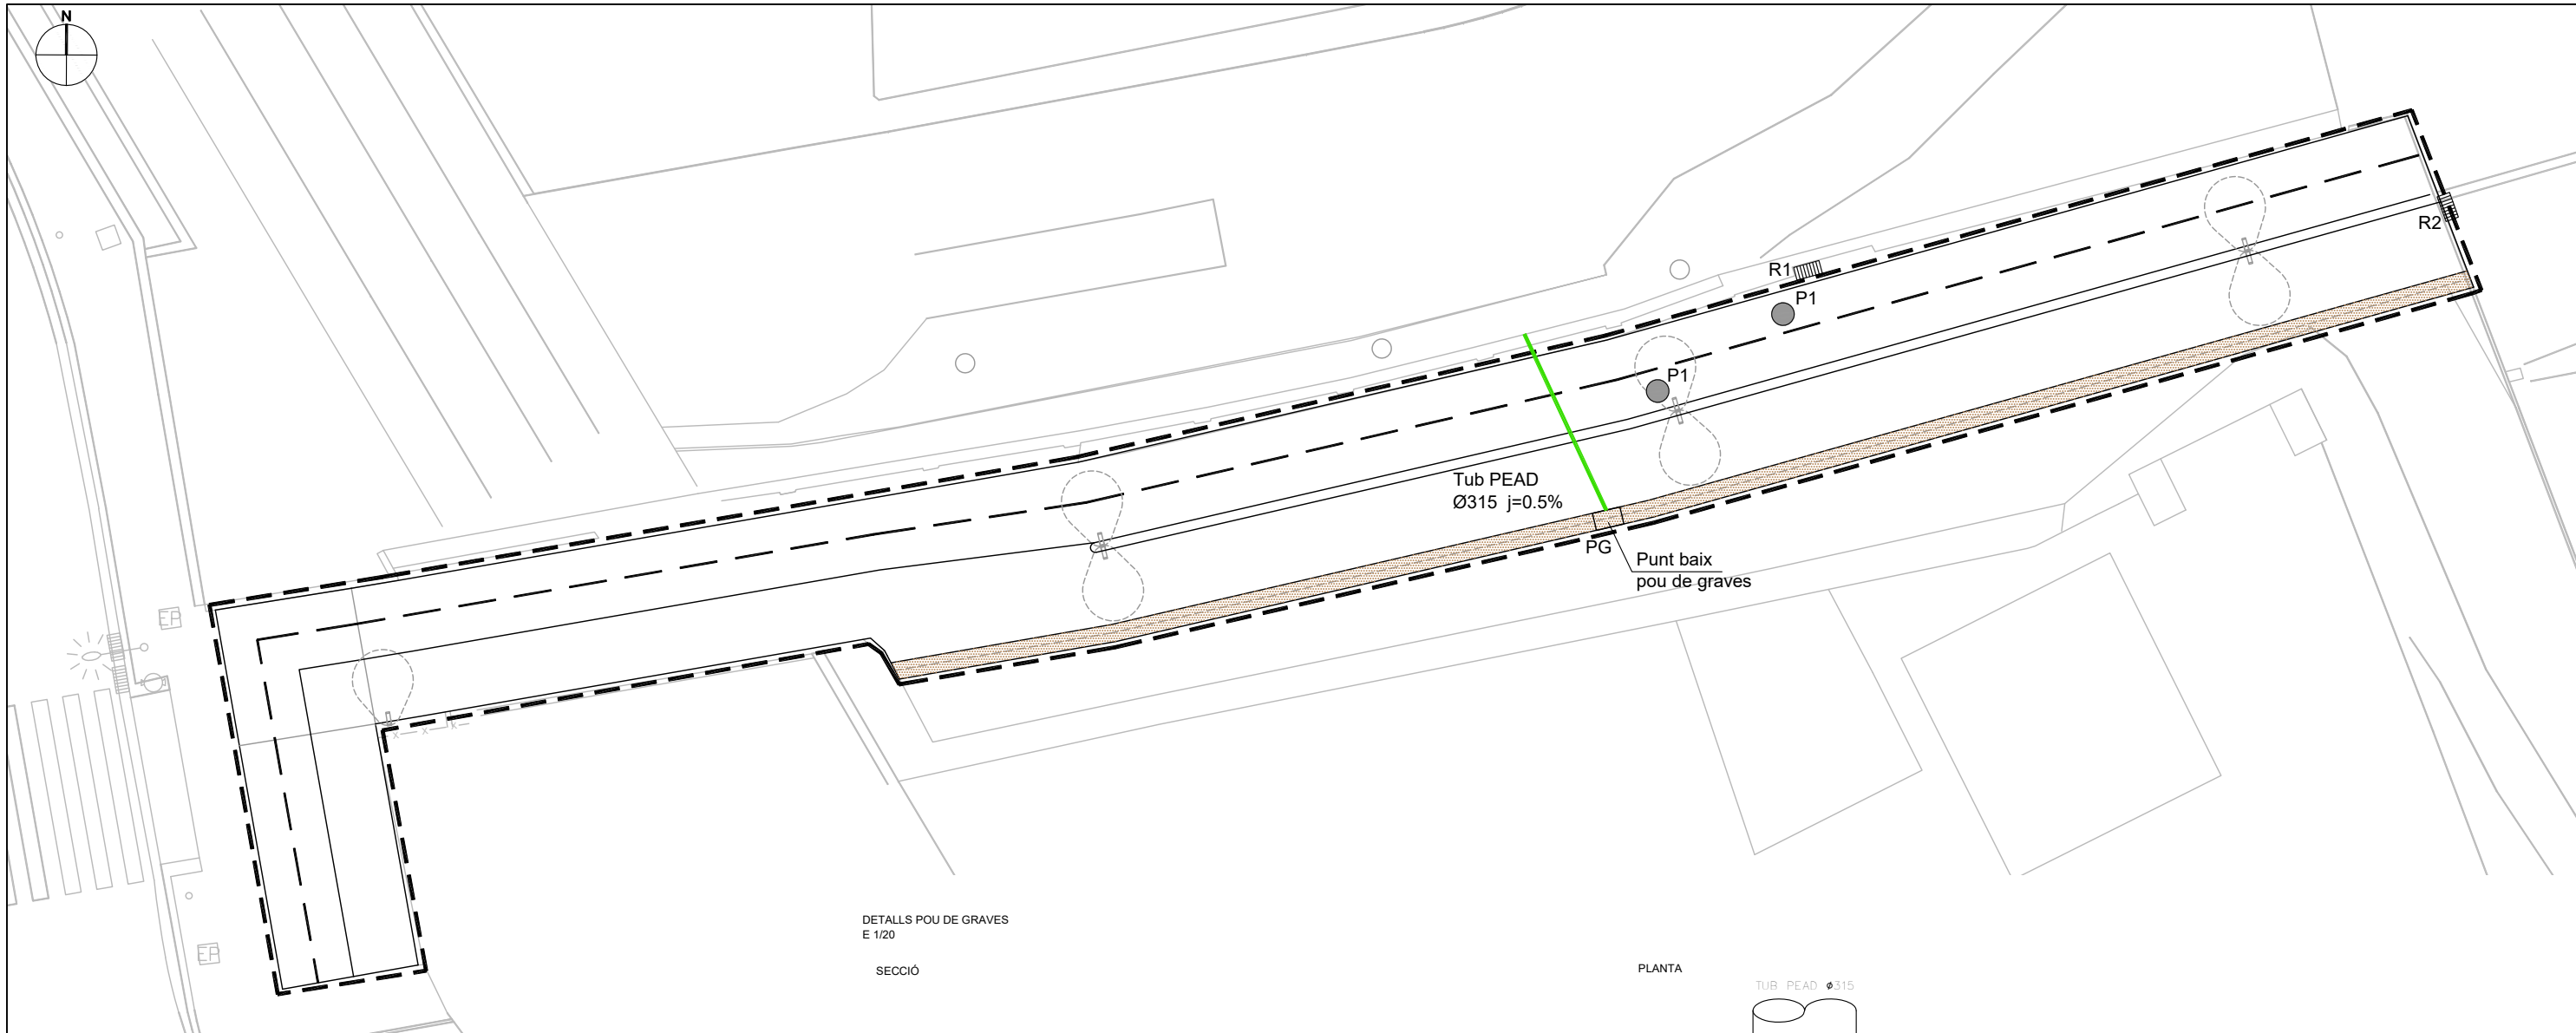 N
R2
R1
P1
P1
Tub PEAD
Ø315 j=0.5%
PG
Punt baix
pou de graves
EP
EP
DETALLS POU DE GRAVES
E 1/20
SECCIÓ
PLANTA
TUB PEAD Ø315